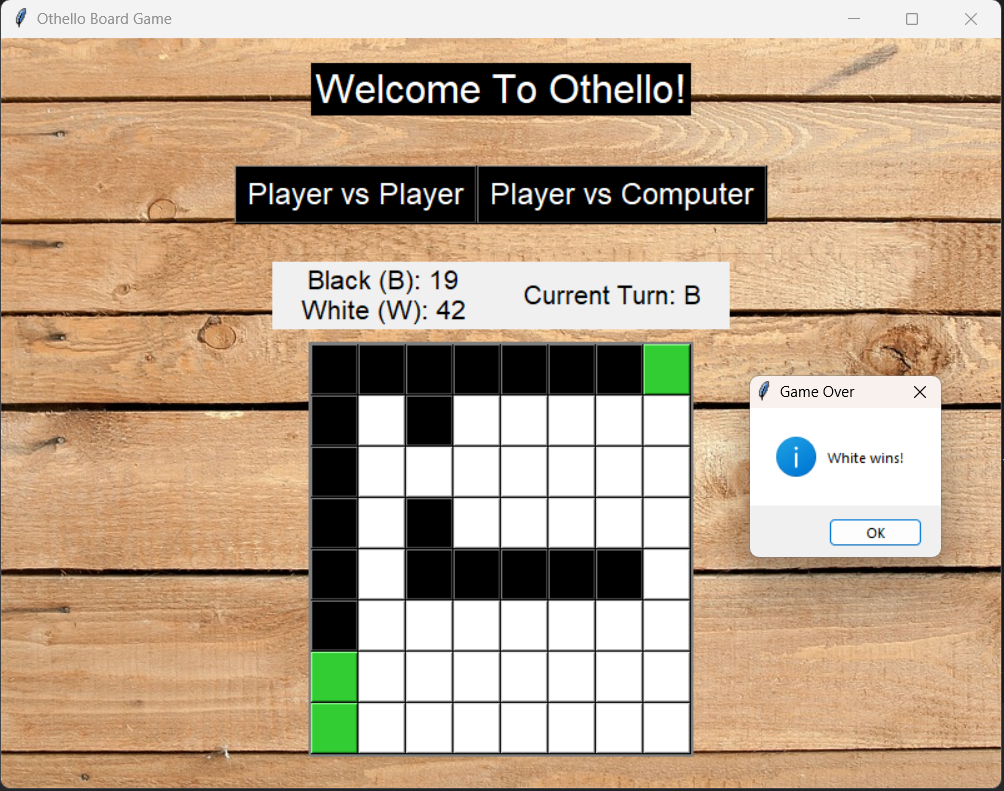 Othello Board Game
Welcome To Othello!
Player vs Player
Player vs Computer
Black (B): 19
White (W): 42
Current Turn: B
Game Over
White wins!
OK